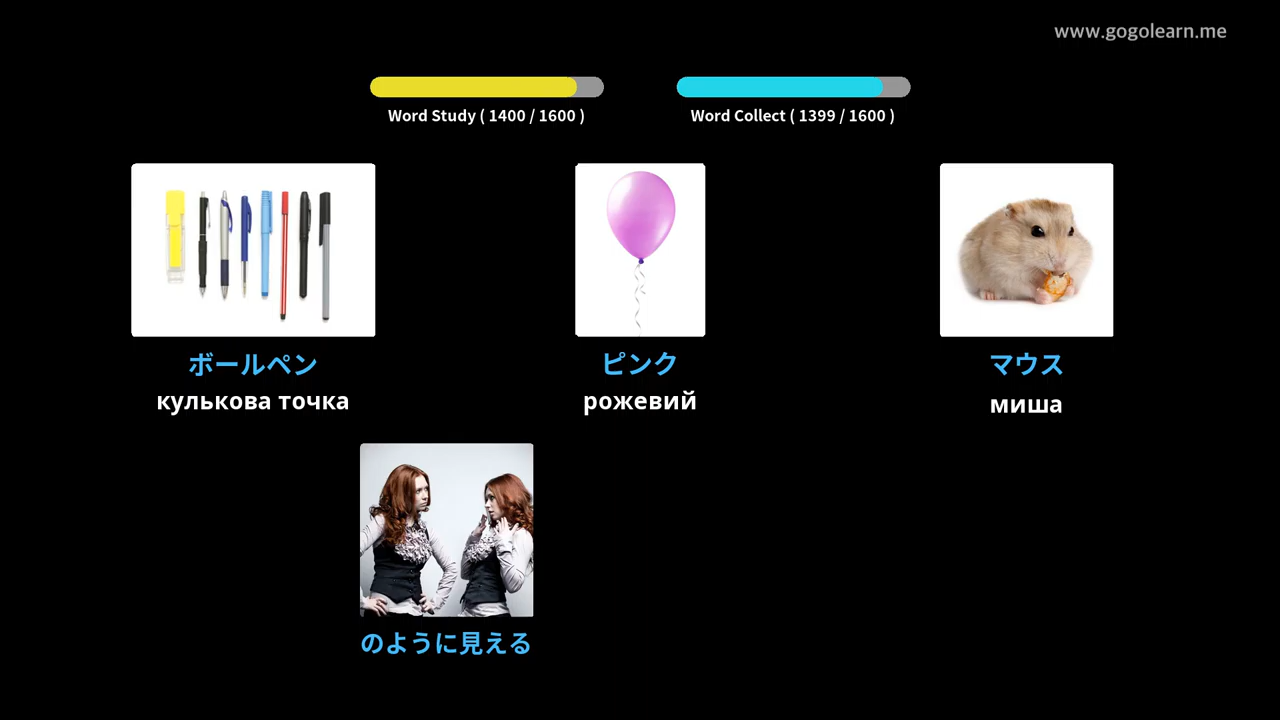 www.gogolearn.me
Word Study ( 1400 / 1600 )
Word Collect ( 1399 / 1600 )
ボールペン
кулькова точка
ピンク
рожевий
マウス
миша
のように見える